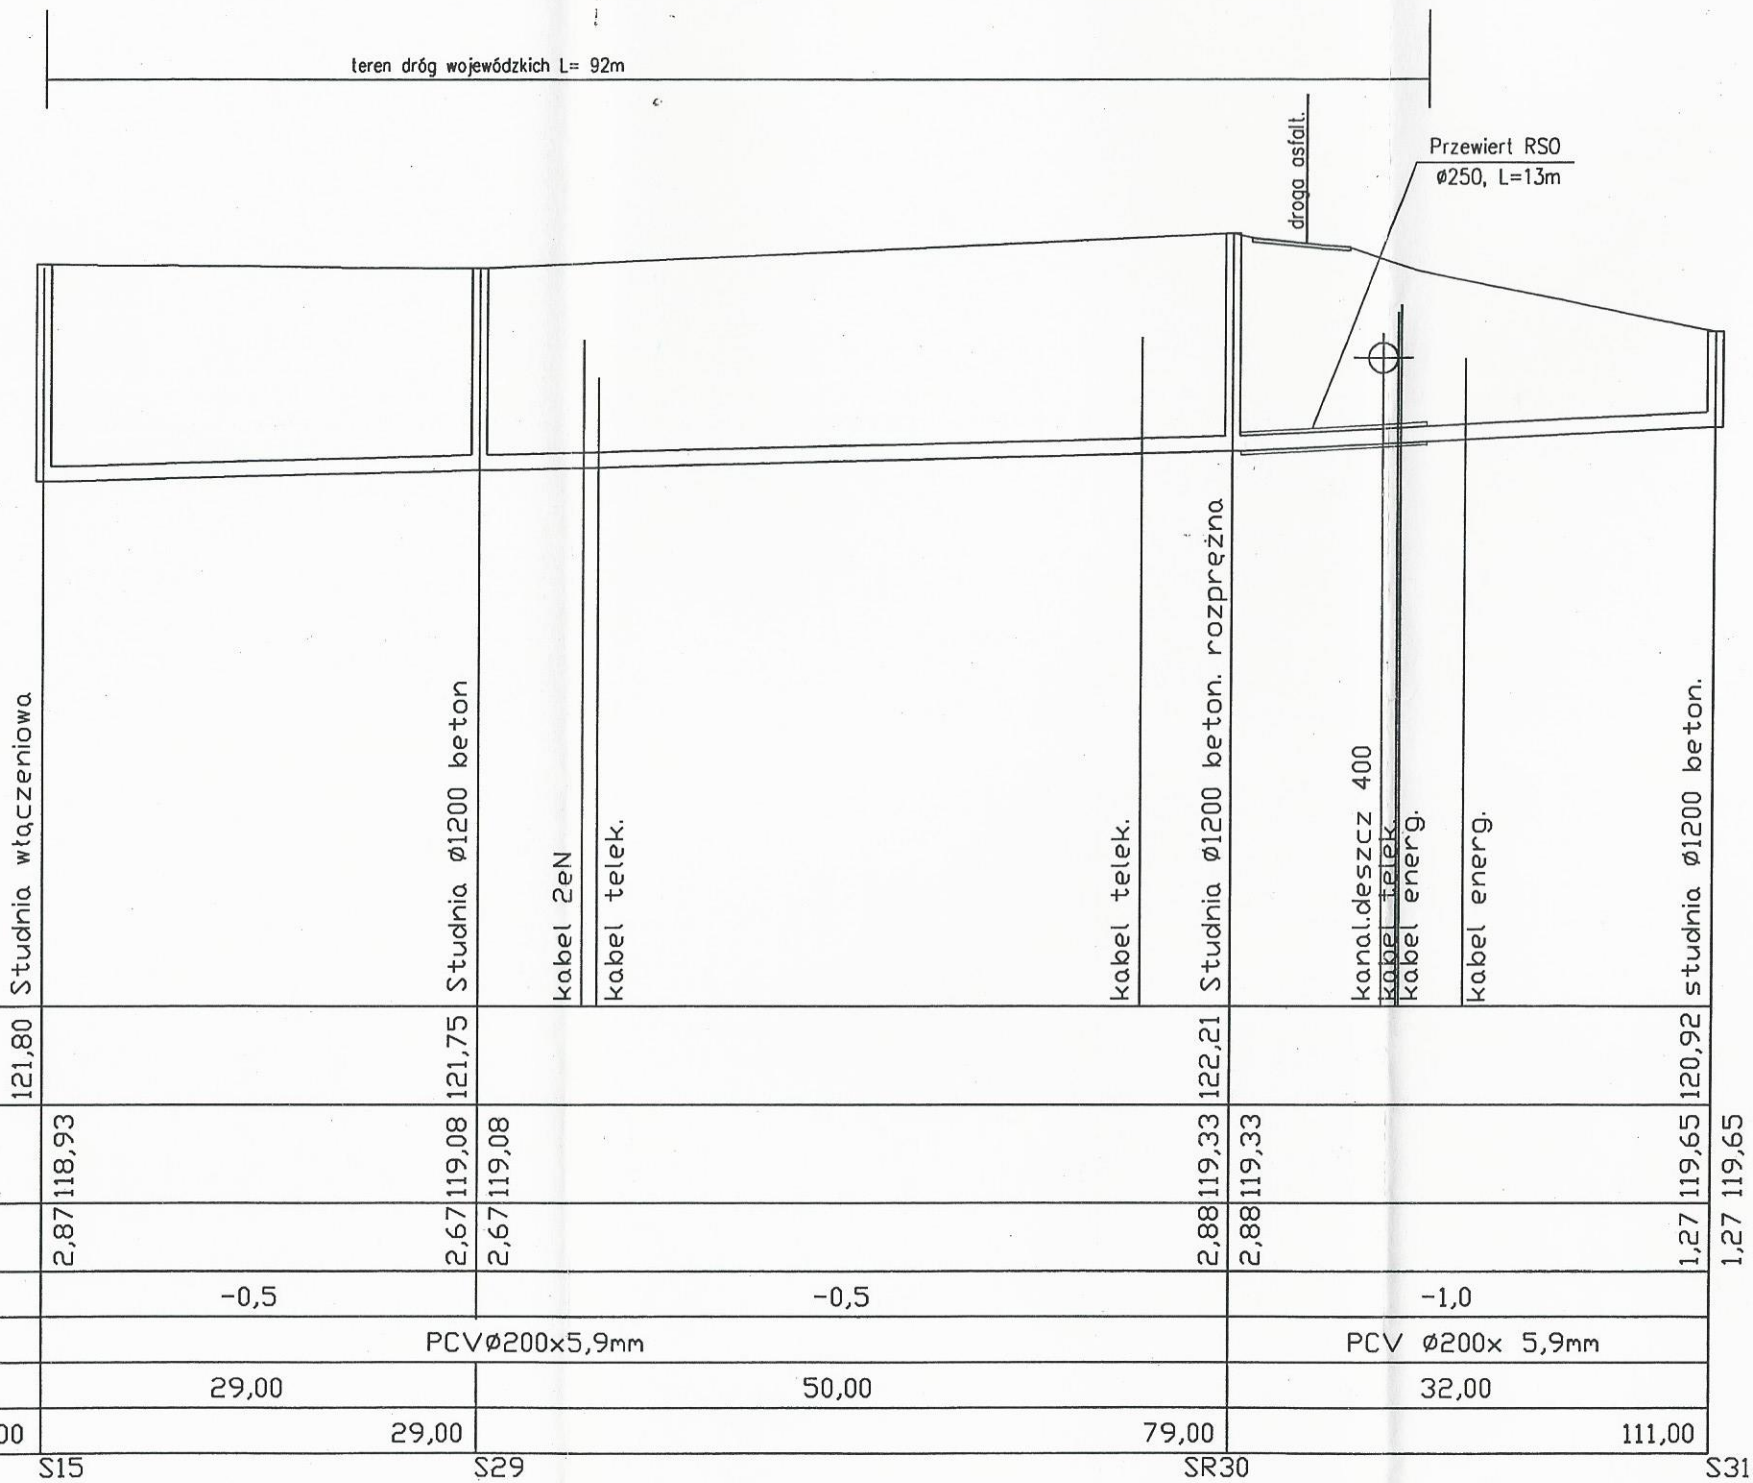 teren dróg wojewódzkich L= 92m
droga asfalt.
Przewiert RSO
ø250, L=13m
Studnia włączeniowa
Studnia ø1200 beton
kabel 2eN
kabel telek.
kabel telek.
Studnia ø1200 beton. rozprężna
kanal.deszcz 400
kabel telek.
kabel energ.
kabel energ.
studnia ø1200 beton.
121,80
121,75
122,21
120,92
118,93
119,08
119,08
119,33
119,33
119,65
119,65
2,87
2,67
2,67
2,88
2,88
1,27
1,27
-0,5
-0,5
-1,0
PCVø200x5,9mm
PCV ø200x 5,9mm
29,00
50,00
32,00
00
29,00
79,00
111,00
S15
S29
SR30
S31